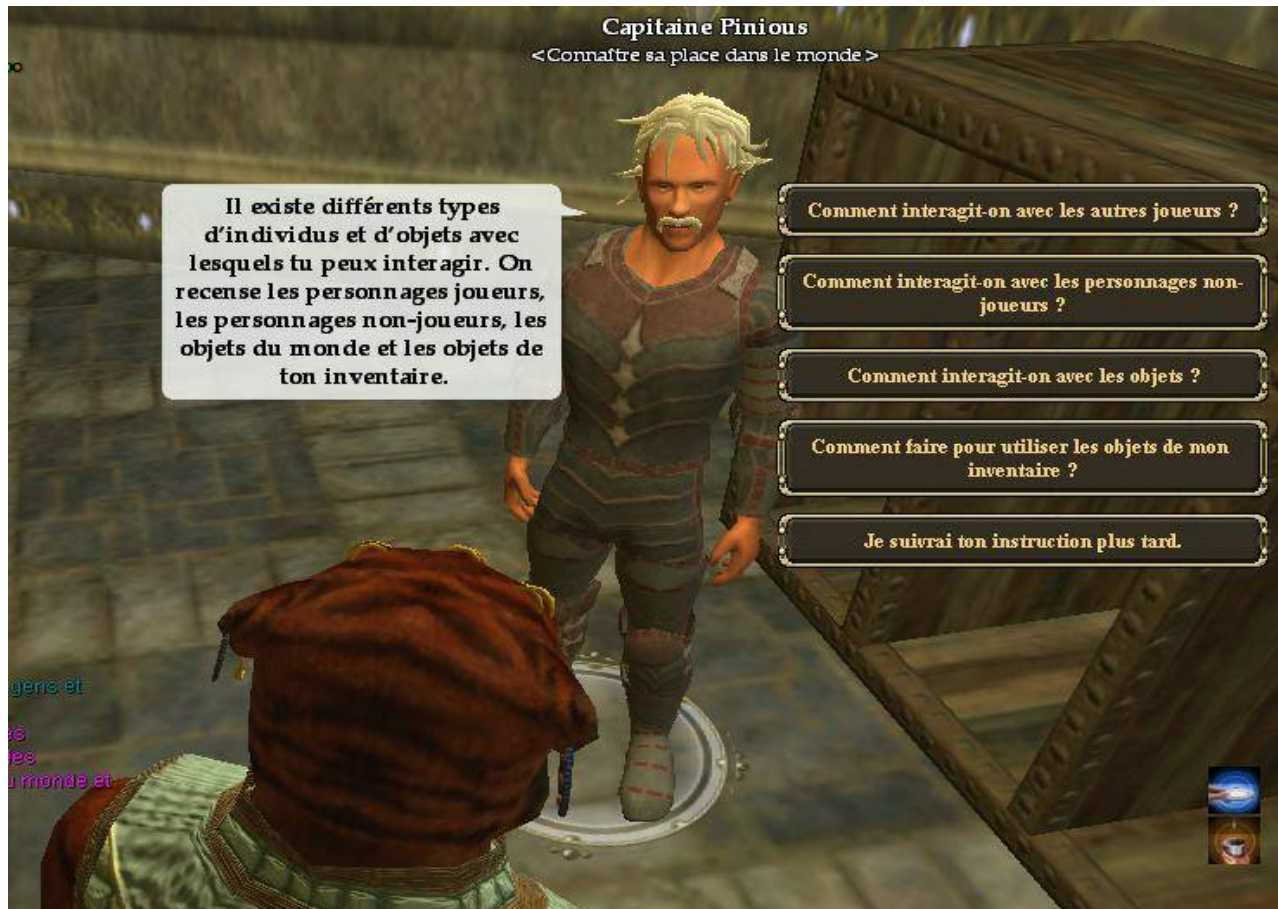 Capitaine Pinious
<Connaître sa place dans le monde>
Il existe différents types
d'individus et d'objets avec
lesquels tu peux interagir. On
recense les personnages joueurs,
les personnages non-joueurs, les
objets du monde et les objets de
ton inventaire.
Comment interagit-on avec les autres joueurs ?
Comment interagit-on avec les personnages non-
joueurs ?
Comment interagit-on avec les objets ?
Comment faire pour utiliser les objets de mon
inventaire ?
Je suivrai ton instruction plus tard.
et
monde et